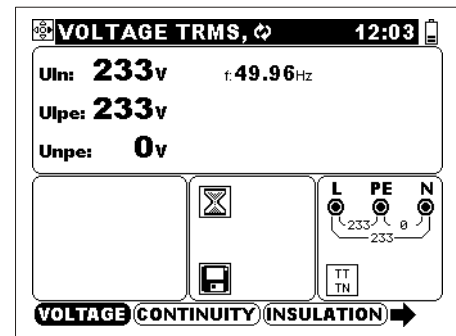 VOLTAGE TRMS, 12:03
Uln: 233V f: 49.96Hz
Ulpe: 233V
Unpe: 0V
L PE N
233 0
233
TT
TN
VOLTAGE CONTINUITY INSULATION